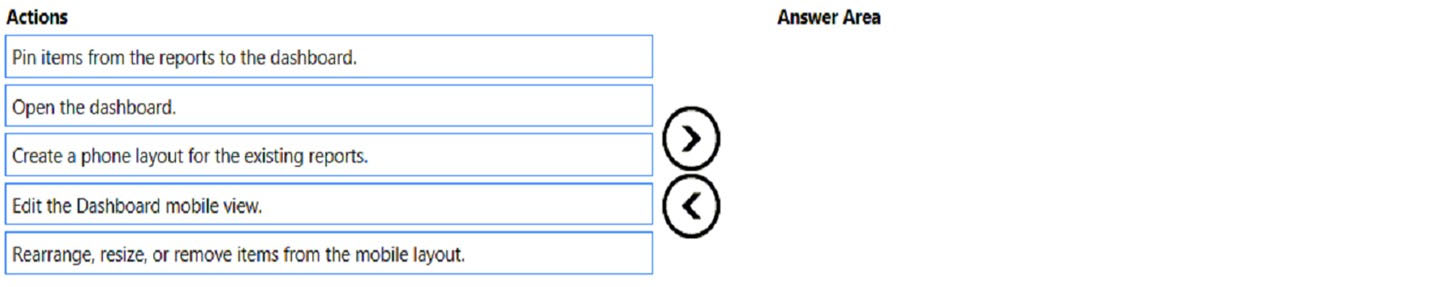 Actions
Answer Area
Pin items from the reports to the dashboard.
Open the dashboard.
Create a phone layout for the existing reports.
Edit the Dashboard mobile view.
Rearrange, resize, or remove items from the mobile layout.